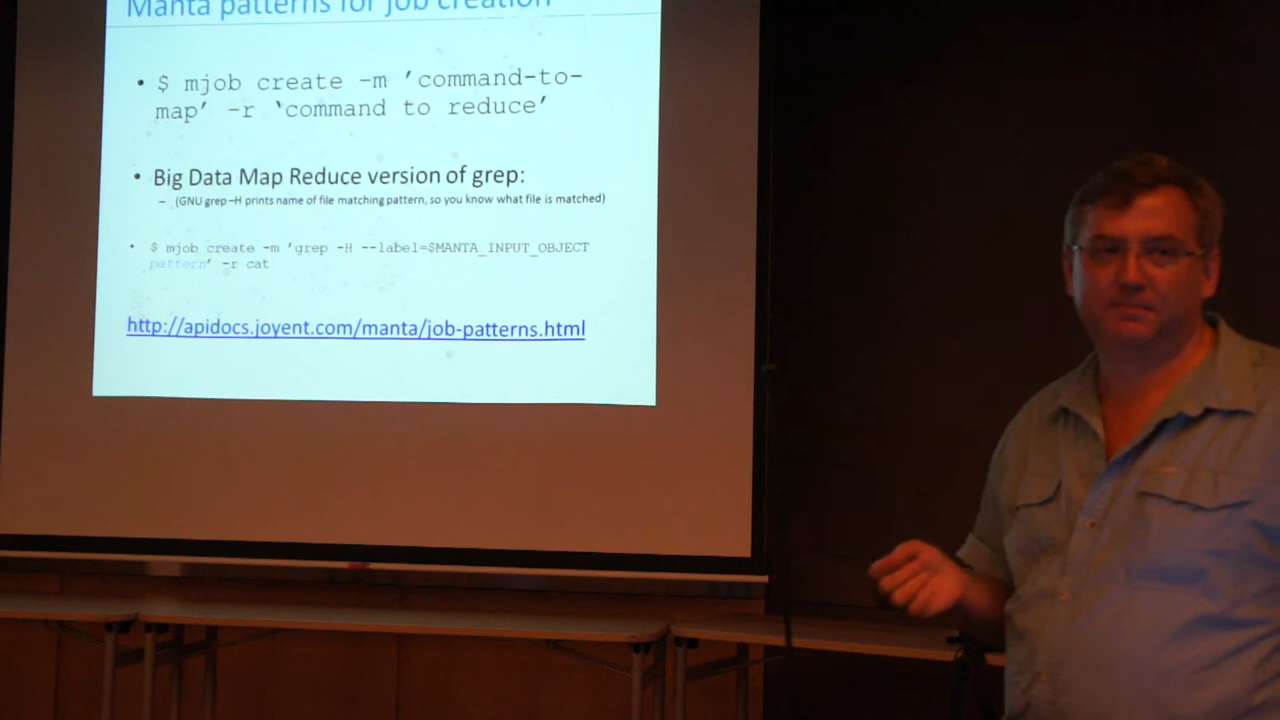 Manta patterns for job creation
• $ mjob create -m ’command-to-
map’ -r ‘command to reduce’
• Big Data Map Reduce version of grep:
– (GNU grep –H prints name of file matching pattern, so you know what file is matched)
• $ mjob create -m ’grep -H --label=$MANTA_INPUT_OBJECT
pattern’ -r cat
http://apidocs.joyent.com/manta/job-patterns.html